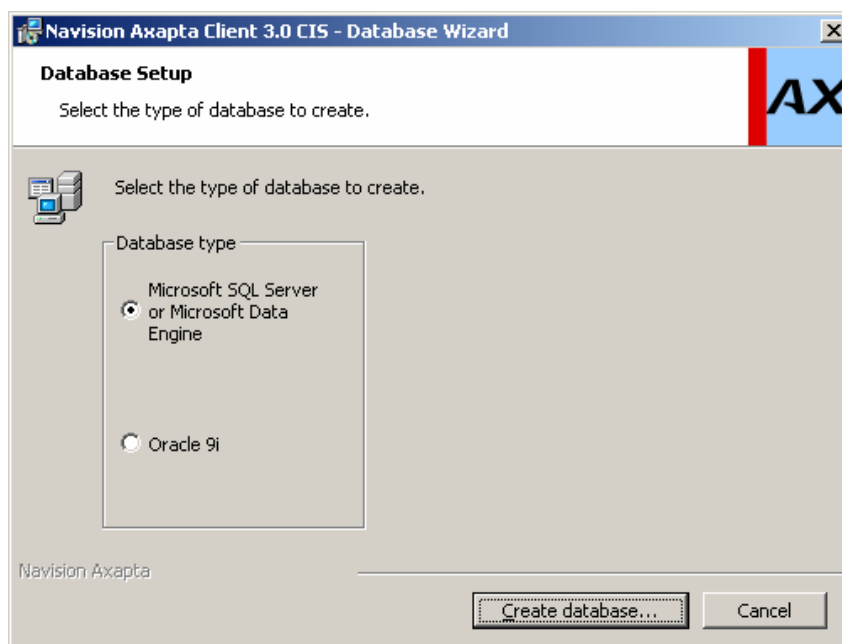 Navision Axapta Client 3.0 CIS - Database Wizard
Database Setup
Select the type of database to create.
AX
Select the type of database to create.
Database type
Microsoft SQL Server
or Microsoft Data
Engine
Oracle 9i
Navision Axapta
Create database...
Cancel